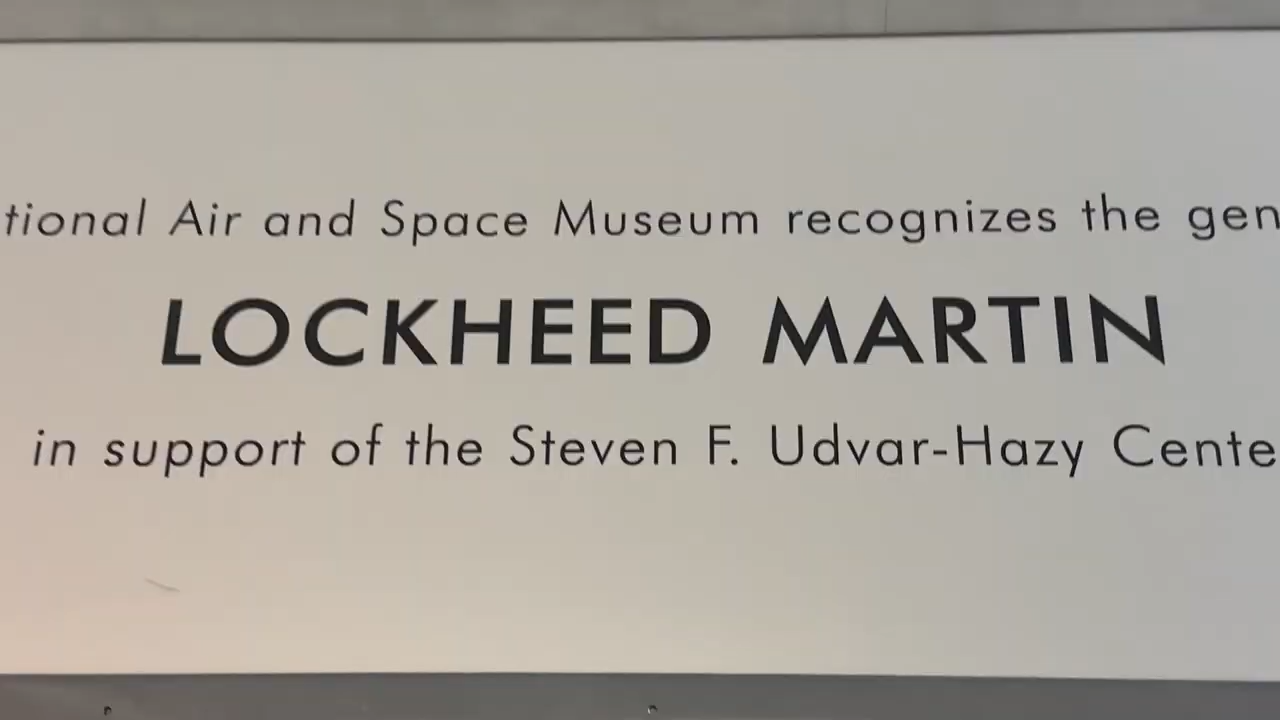 tional Air and Space Museum recognizes the gen
LOCKHEED MARTIN
in support of the Steven F. Udvar-Hazy Cente